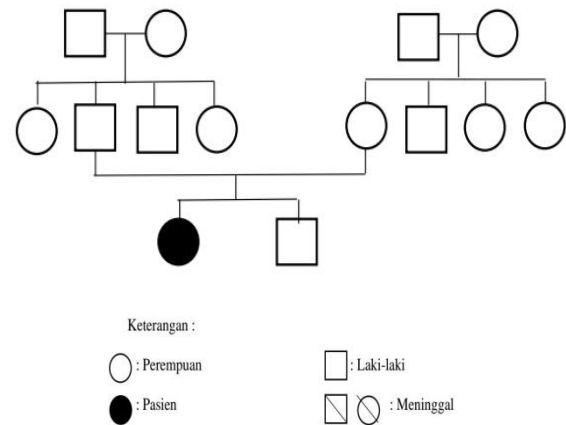 Keterangan :
: Perempuan : Laki-laki
: Pasien : Meninggal